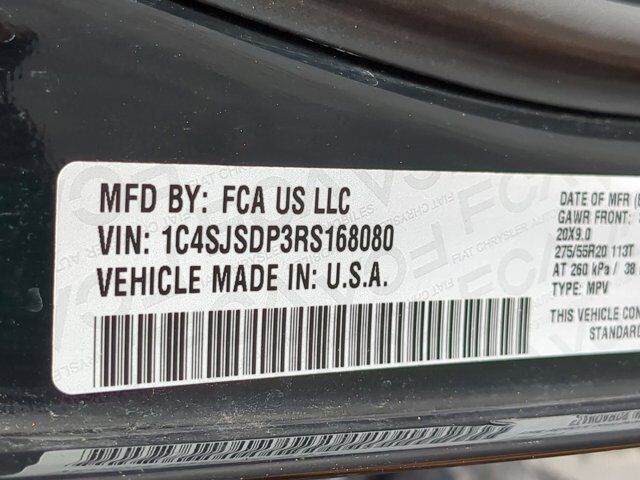 MFD BY: FCA US LLC
VIN: 1C4SJSDP3RS168080
VEHICLE MADE IN: U.S.A.
DATE OF MFR
GAWR FRONT:
20X9.0
275/55R20 113T
AT 260 kPa / 38
TYPE: MPV
THIS VEHICLE
STANDARD